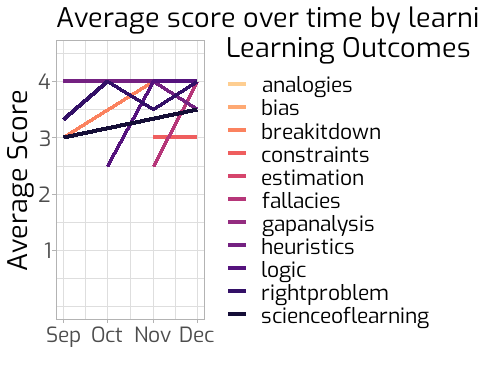 Average score over time by learni
Learning Outcomes
analogies
bias
breakitdown
constraints
estimation
fallacies
gapanalysis
heuristics
logic
rightproblem
scienceoflearning
Average Score
4
3
2
1
Sep Oct Nov Dec